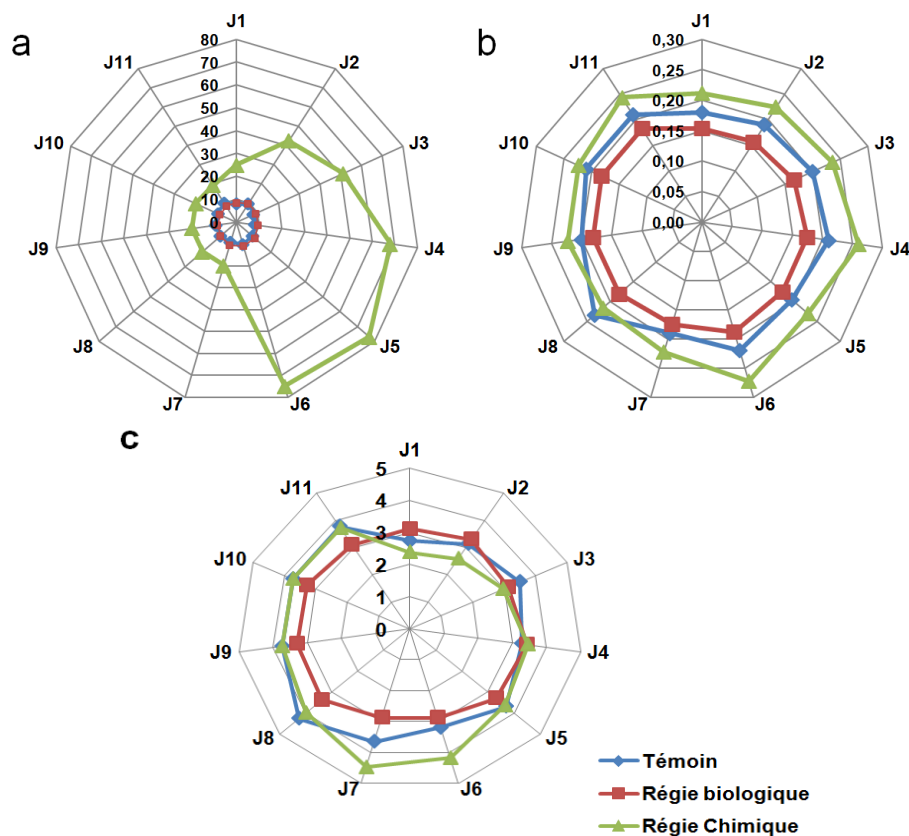 a
J1
J2
J3
J4
J5
J6
J7
J8
J9
J10
J11
80
70
60
50
40
30
20
10
0
b
J1
J2
J3
J4
J5
J6
J7
J8
J9
J10
J11
0,30
0,25
0,20
0,15
0,10
0,05
0,00
c
J1
J2
J3
J4
J5
J6
J7
J8
J9
J10
J11
5
4
3
2
1
0
Témoin
Régie biologique
Régie Chimique